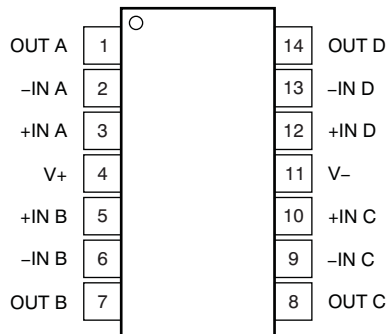 OUT A 1 14 OUT D
−IN A 2 13 −IN D
+IN A 3 12 +IN D
V+ 4 11 V−
+IN B 5 10 +IN C
−IN B 6 9 −IN C
OUT B 7 8 OUT C